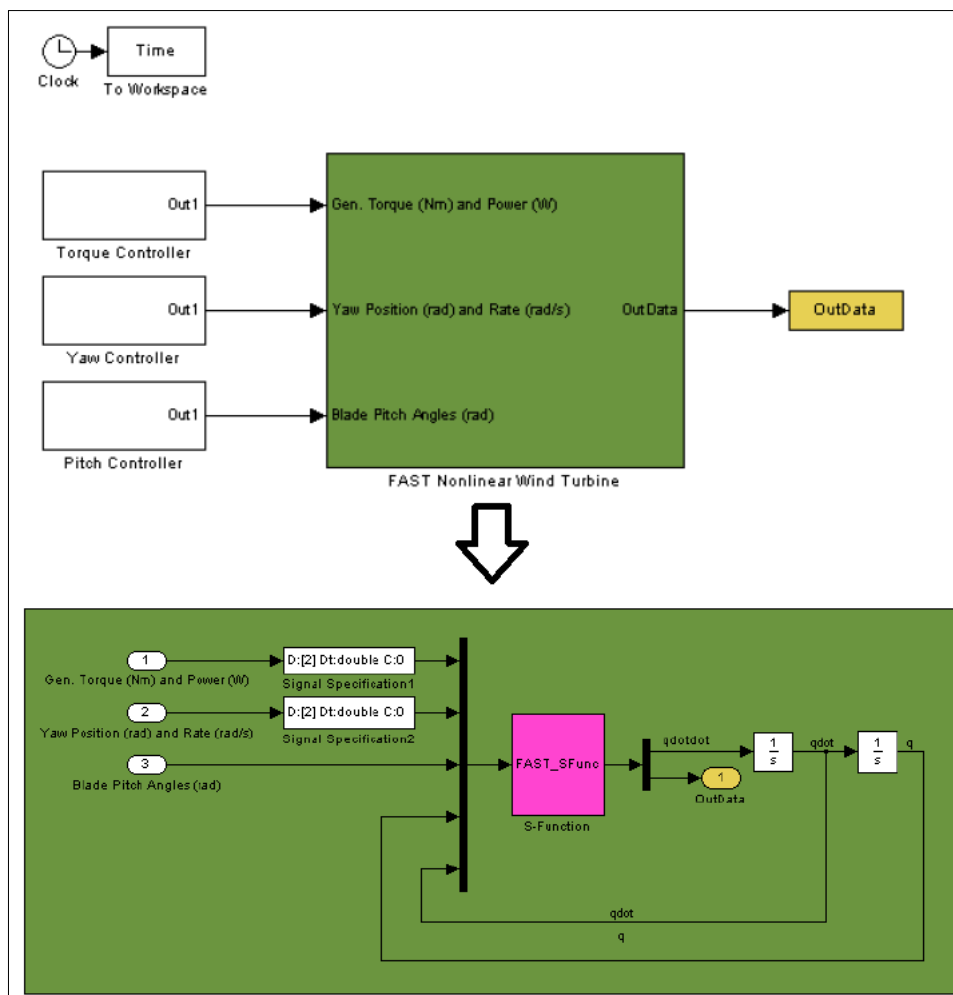 Time
Clock
To Workspace
Out1
Gen. Torque (Nm) and Power (W)
Torque Controller
Out1
Yaw Position (rad) and Rate (rad/s)
OutData
OutData
Yaw Controller
Out1
Blade Pitch Angles (rad)
Pitch Controller
FAST Nonlinear Wind Turbine
1
D:[2] Dt:double C:0
Gen. Torque (Nm) and Power (W)
Signal Specification1
2
D:[2] Dt:double C:0
Yaw Position (rad) and Rate (rad/s)
Signal Specification2
3
Blade Pitch Angles (rad)
FAST_SFunc
S-Function
qdotdot
1
s
qdot
1
s
q
1
OutData
qdot
q